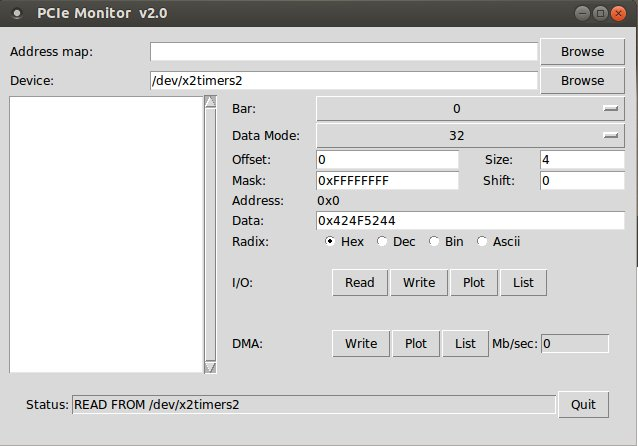 PCIe Monitor v2.0
Address map: Browse
Device: /dev/x2timers2 Browse
Bar: 0
Data Mode: 32
Offset: 0 Size: 4
Mask: 0xFFFFFFFF Shift: 0
Address: 0x0
Data: 0x424F5244
Radix: Hex Dec Bin Ascii
I/O: Read Write Plot List
DMA: Write Plot List Mb/sec: 0
Status: READ FROM /dev/x2timers2 Quit